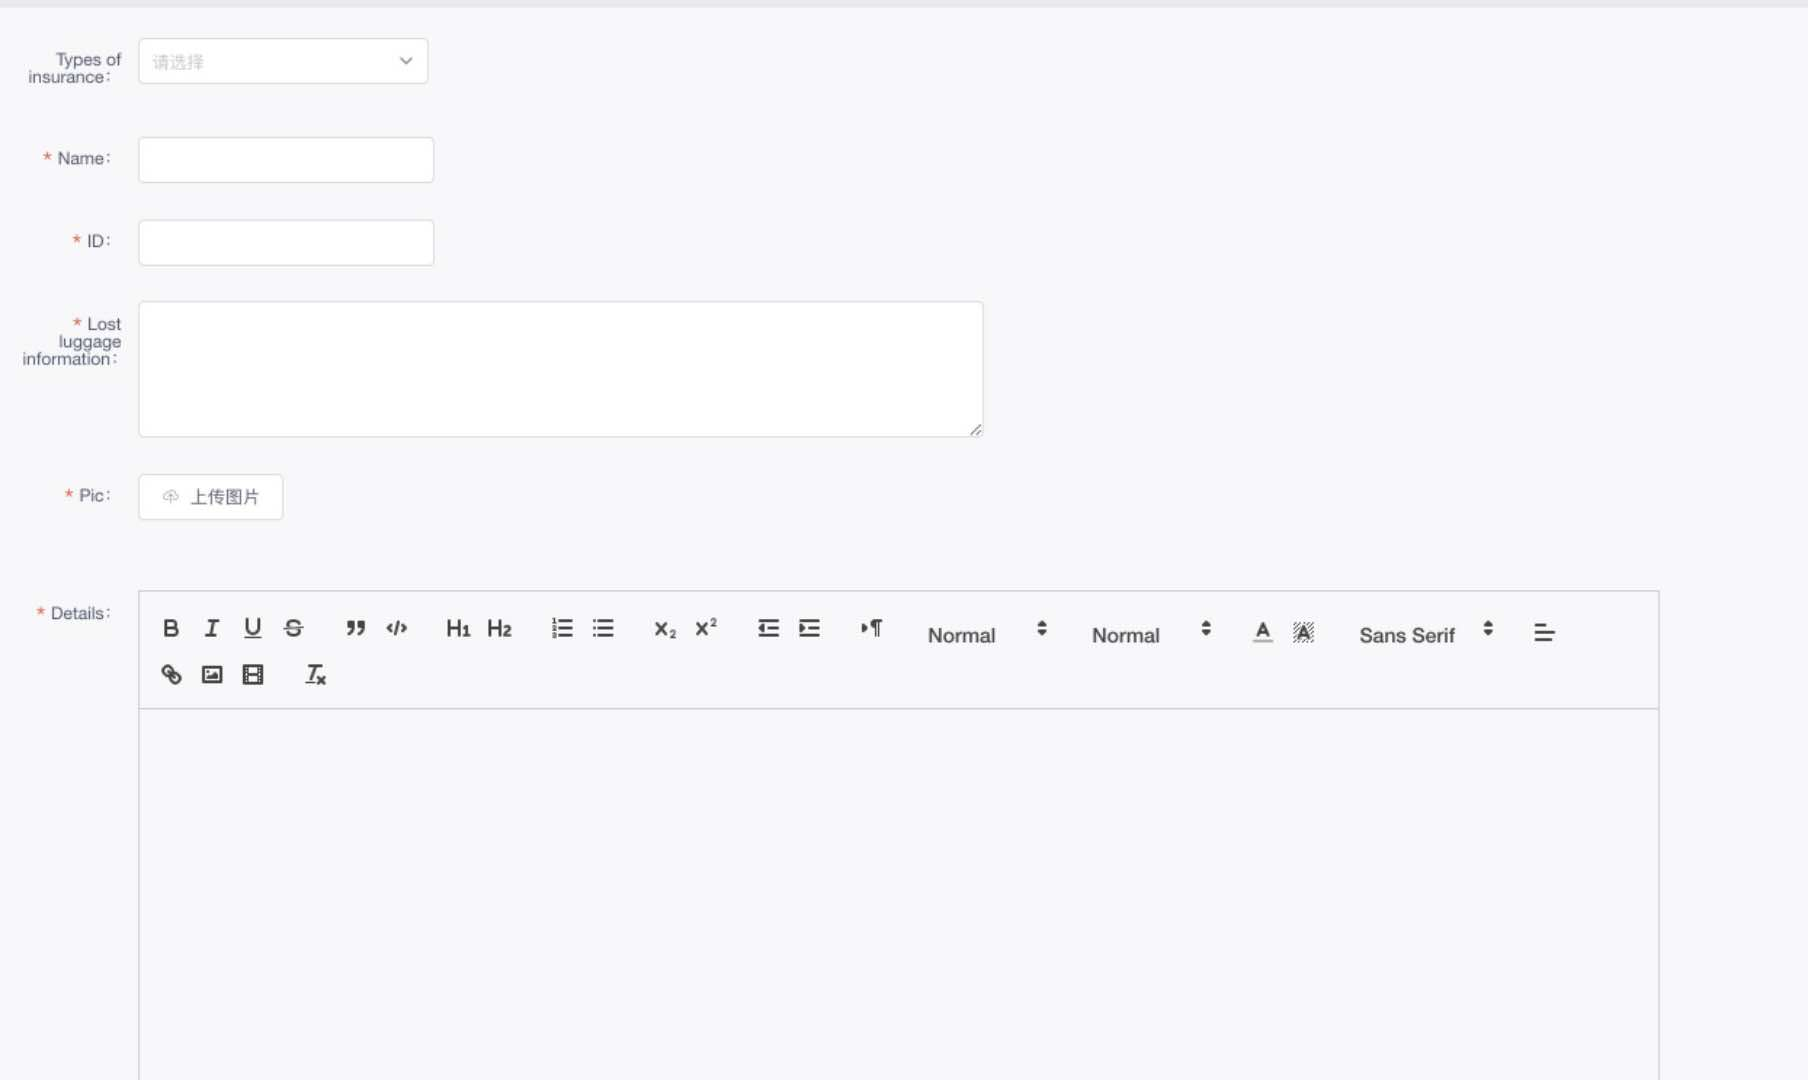 Types of
insurance：
请选择
* Name：
* ID：
* Lost
luggage
information：
* Pic：
上传图片
* Details：
B I U S H1 H2 X2 X2 Normal Normal A A Sans Serif
Tx